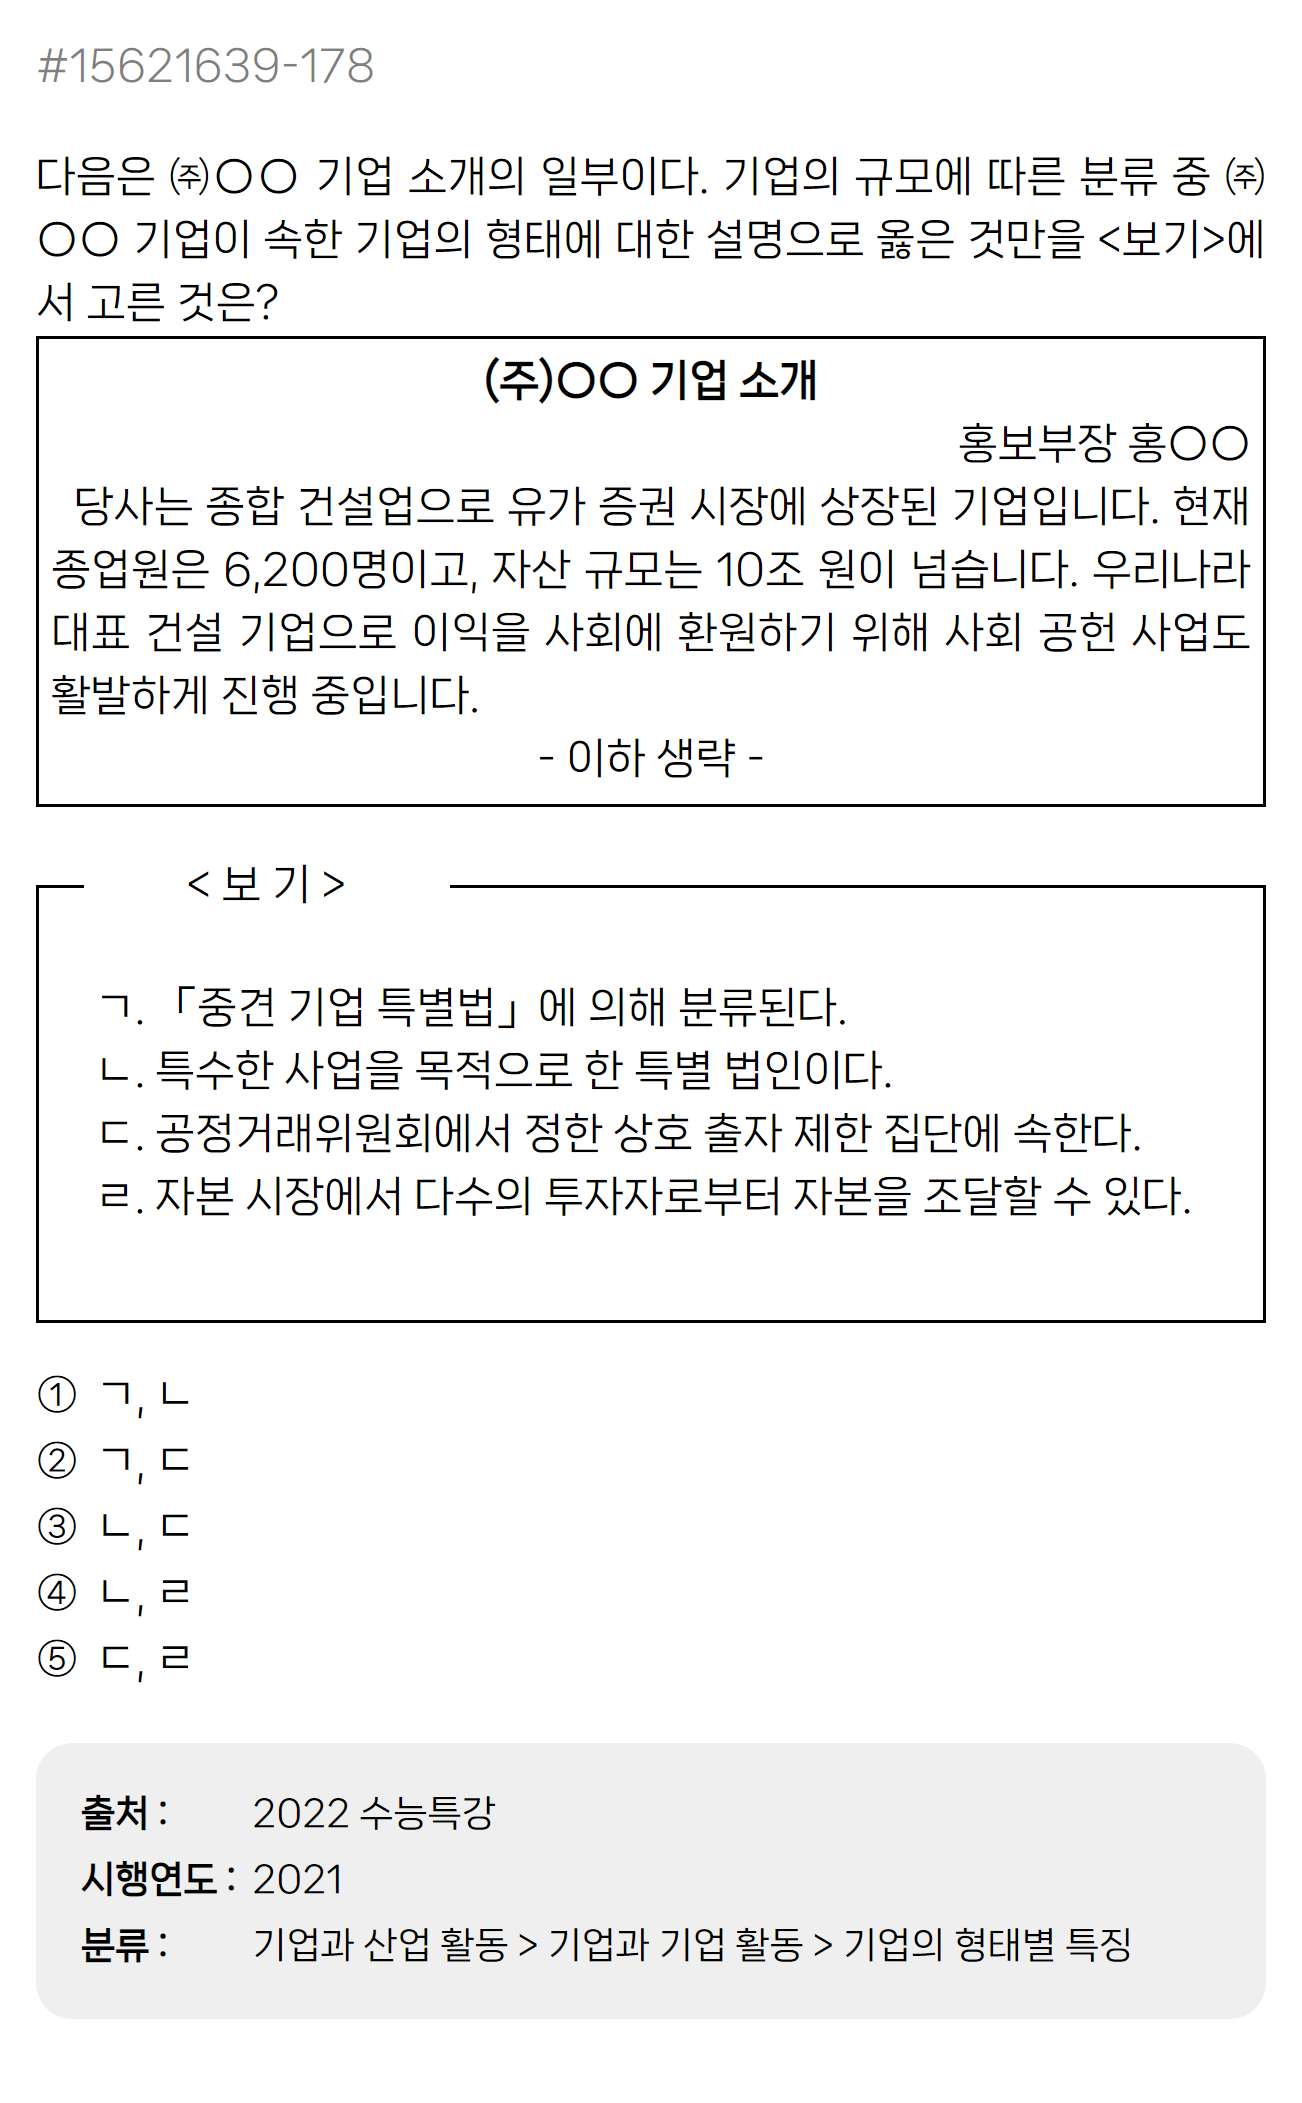 #15621639-178
다음은 ㈜〇〇 기업 소개의 일부이다. 기업의 규모에 따른 분류 중 ㈜
〇〇 기업이 속한 기업의 형태에 대한 설명으로 옳은 것만을 <보기>에
서 고른 것은?
(주)〇〇 기업 소개
홍보부장 홍〇〇
당사는 종합 건설업으로 유가 증권 시장에 상장된 기업입니다. 현재
종업원은 6,200명이고, 자산 규모는 10조 원이 넘습니다. 우리나라
대표 건설 기업으로 이익을 사회에 환원하기 위해 사회 공헌 사업도
활발하게 진행 중입니다.
- 이하 생략 -
< 보 기 >
ㄱ. 「중견 기업 특별법」에 의해 분류된다.
ㄴ. 특수한 사업을 목적으로 한 특별 법인이다.
ㄷ. 공정거래위원회에서 정한 상호 출자 제한 집단에 속한다.
ㄹ. 자본 시장에서 다수의 투자자로부터 자본을 조달할 수 있다.
① ㄱ, ㄴ
② ㄱ, ㄷ
③ ㄴ, ㄷ
④ ㄴ, ㄹ
⑤ ㄷ, ㄹ
출처 : 2022 수능특강
시행연도 : 2021
분류 : 기업과 산업 활동 > 기업과 기업 활동 > 기업의 형태별 특징